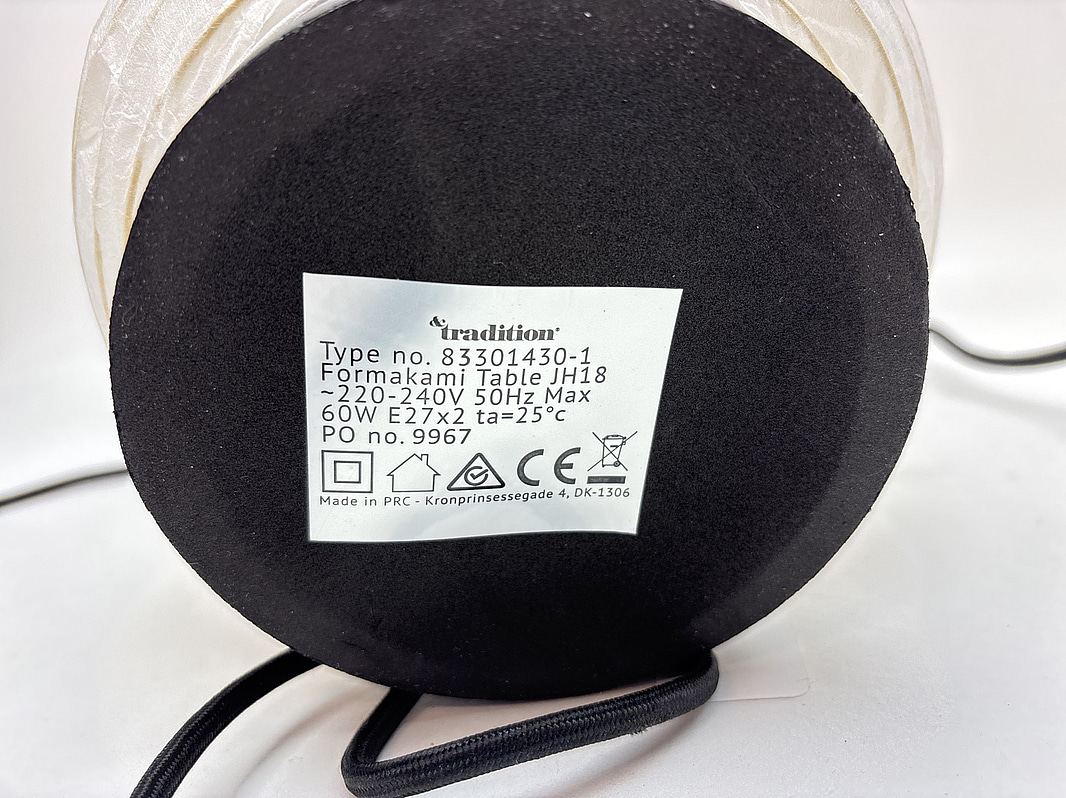 &tradition®
Type no. 83301430-1
Formakami Table JH18
~220-240V 50Hz Max
60W E27x2 ta=25°c
PO no. 9967
CE
Made in PRC - Kronprinsessegade 4, DK-1306